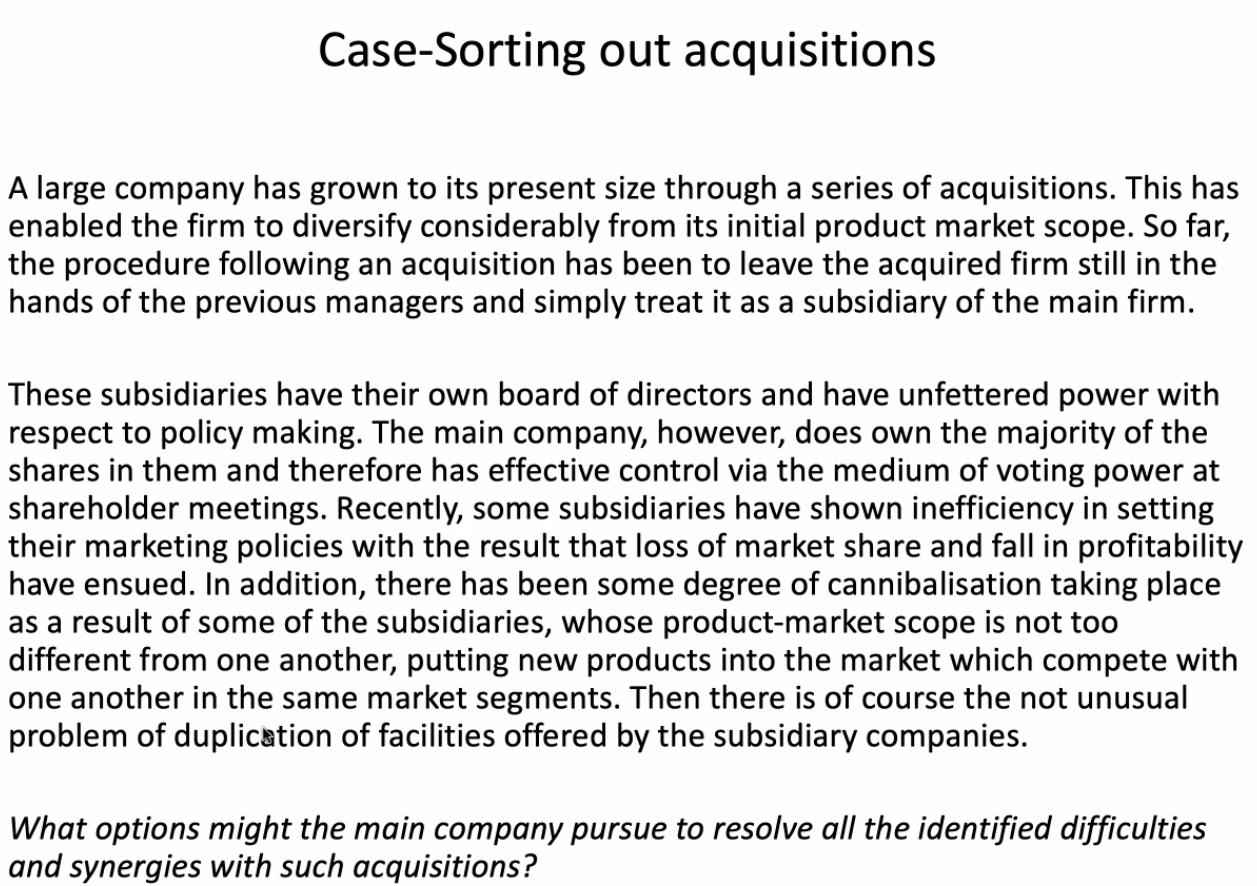 Case-Sorting out acquisitions
A large company has grown to its present size through a series of acquisitions. This has
enabled the firm to diversify considerably from its initial product market scope. So far,
the procedure following an acquisition has been to leave the acquired firm still in the
hands of the previous managers and simply treat it as a subsidiary of the main firm.
These subsidiaries have their own board of directors and have unfettered power with
respect to policy making. The main company, however, does own the majority of the
shares in them and therefore has effective control via the medium of voting power at
shareholder meetings. Recently, some subsidiaries have shown inefficiency in setting
their marketing policies with the result that loss of market share and fall in profitability
have ensued. In addition, there has been some degree of cannibalisation taking place
as a result of some of the subsidiaries, whose product-market scope is not too
different from one another, putting new products into the market which compete with
one another in the same market segments. Then there is of course the not unusual
problem of duplication of facilities offered by the subsidiary companies.
What options might the main company pursue to resolve all the identified difficulties
and synergies with such acquisitions?